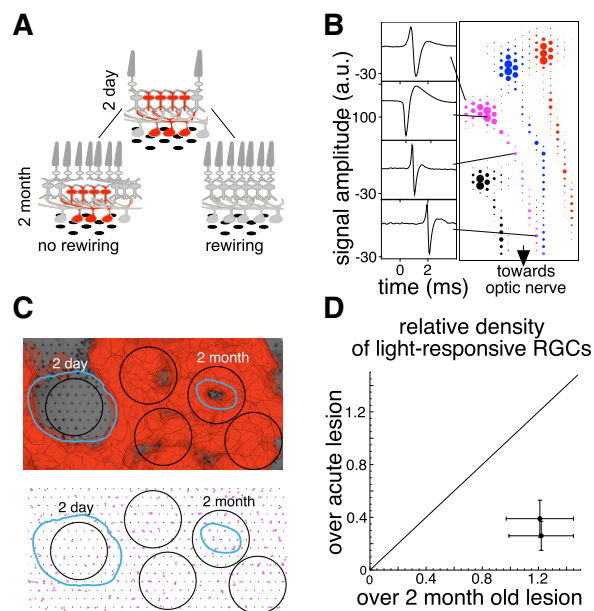 A
2 day
2 month
no rewiring
rewiring
B
signal amplitude (a.u.)
-30
100
-30
-30
0
2
time (ms)
towards
optic nerve
C
2 day
2 month
2 day
2 month
D
relative density
of light-responsive RGCs
over acute lesion
1.2
0.8
0.4
0
0
0.4
0.8
1.2
over 2 month old lesion